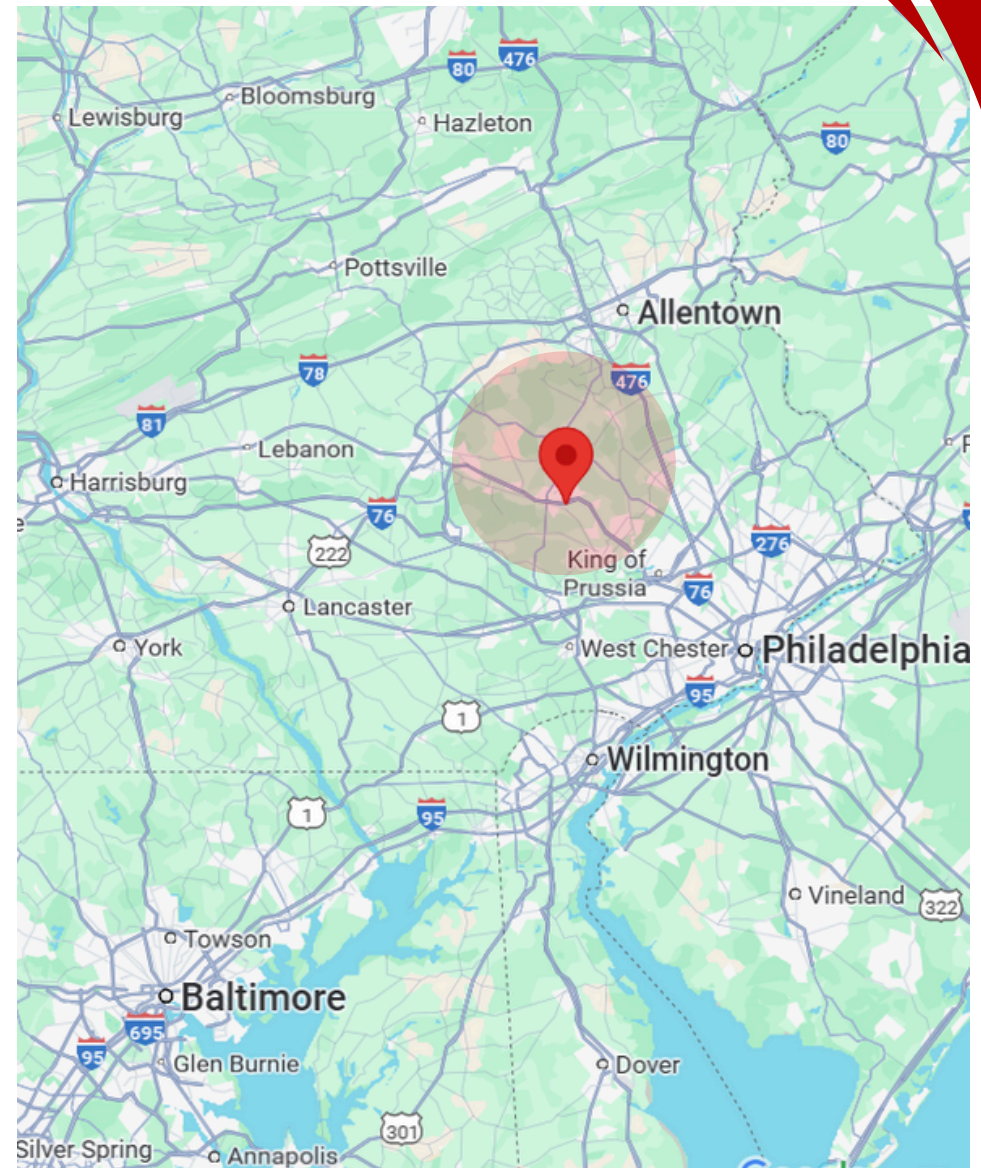 476
80
Bloomsburg
Lewisburg
Hazleton
80
Pottsville
Allentown
78
476
81
Lebanon
Harrisburg
76
222
276
King of
Prussia
76
Lancaster
York
West Chester
Philadelphia
95
1
Wilmington
1
95
Vineland
322
Towson
Baltimore
695
95
Glen Burnie
Dover
301
Silver Spring
Annapolis